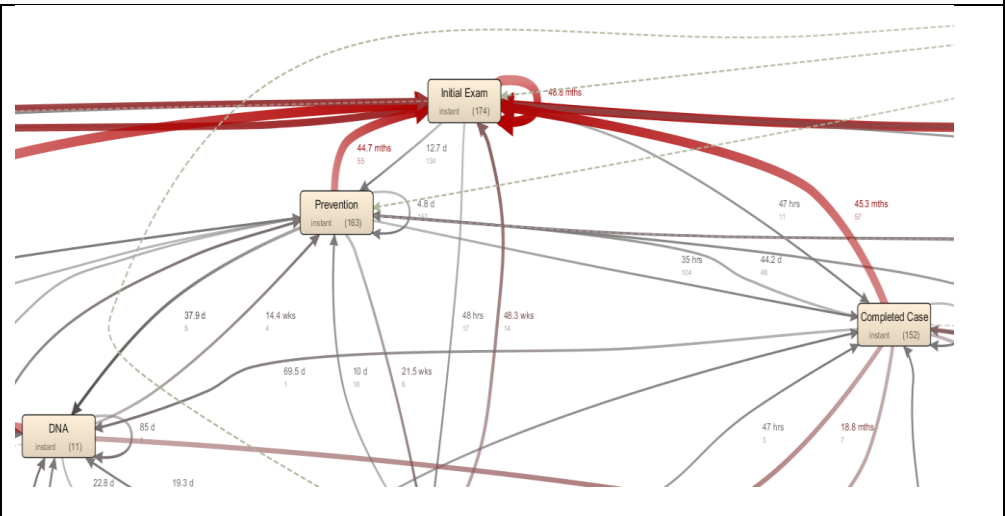 Initial Exam
instant (174)
48.8 mths
44.7 mths
55
12.7 d
134
Prevention
instant (163)
4.8 d
47 hrs
11
45.3 mths
57
35 hrs
104
44.2 d
48
Completed Case
instant (152)
37.9 d
5
14.4 wks
4
48 hrs
17
48.3 wks
14
69.5 d
1
10 d
18
21.5 wks
6
DNA
instant (11)
85 d
47 hrs
3
18.8 mths
7
22.8 d
19.3 d